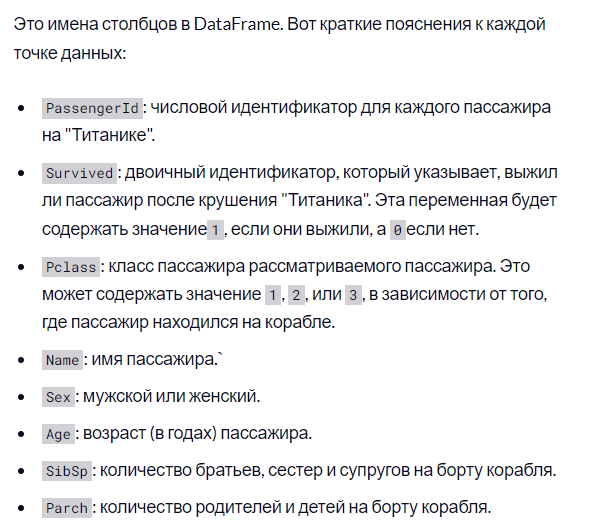 Это имена столбцов в DataFrame. Вот краткие пояснения к каждой
точке данных:
PassengerId: числовой идентификатор для каждого пассажира
на "Титанике".
Survived: двоичный идентификатор, который указывает, выжил
ли пассажир после крушения "Титаника". Эта переменная будет
содержать значение 1, если они выжили, а 0 если нет.
Pclass: класс пассажира рассматриваемого пассажира. Это
может содержать значение 1, 2, или 3, в зависимости от того,
где пассажир находился на корабле.
Name: имя пассажира.`
Sex: мужской или женский.
Age: возраст (в годах) пассажира.
SibSp: количество братьев, сестер и супругов на борту корабля.
Parch: количество родителей и детей на борту корабля.